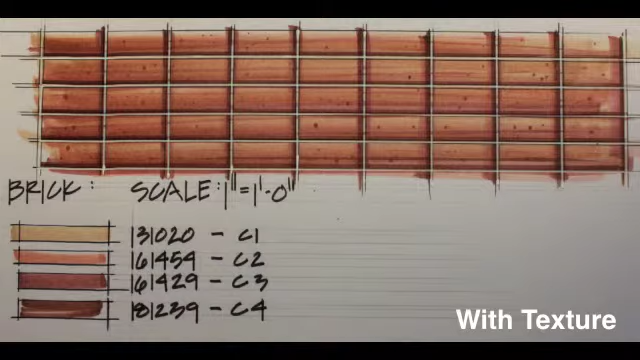 BRICK: SCALE: 1"=1'-0"
131020 - C1
161454 - C2
161429 - C3
181239 - C4
With Texture